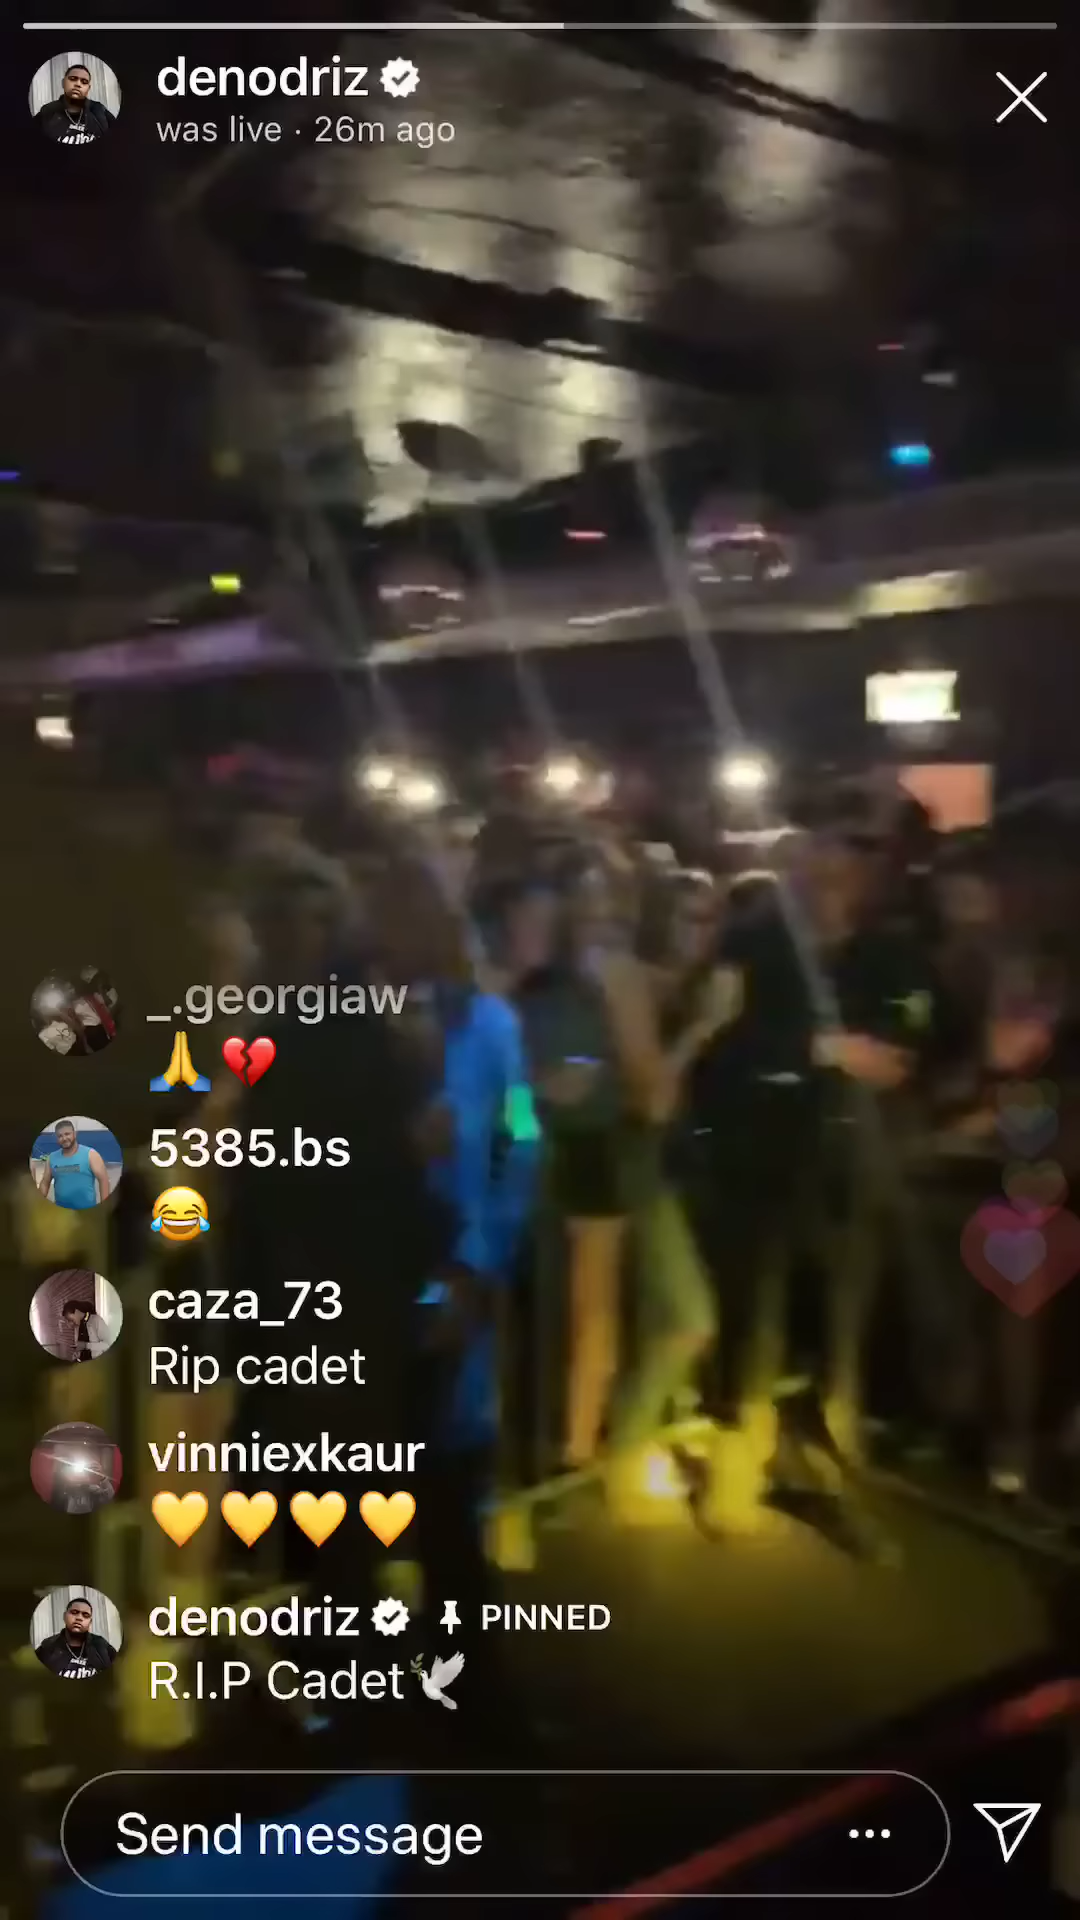 denodriz
was live · 26m ago
_.georgiaw
🙏💔
5385.bs
😂
caza_73
Rip cadet
vinniexkaur
💛💛💛💛
denodriz PINNED
R.I.P Cadet🕊
Send message